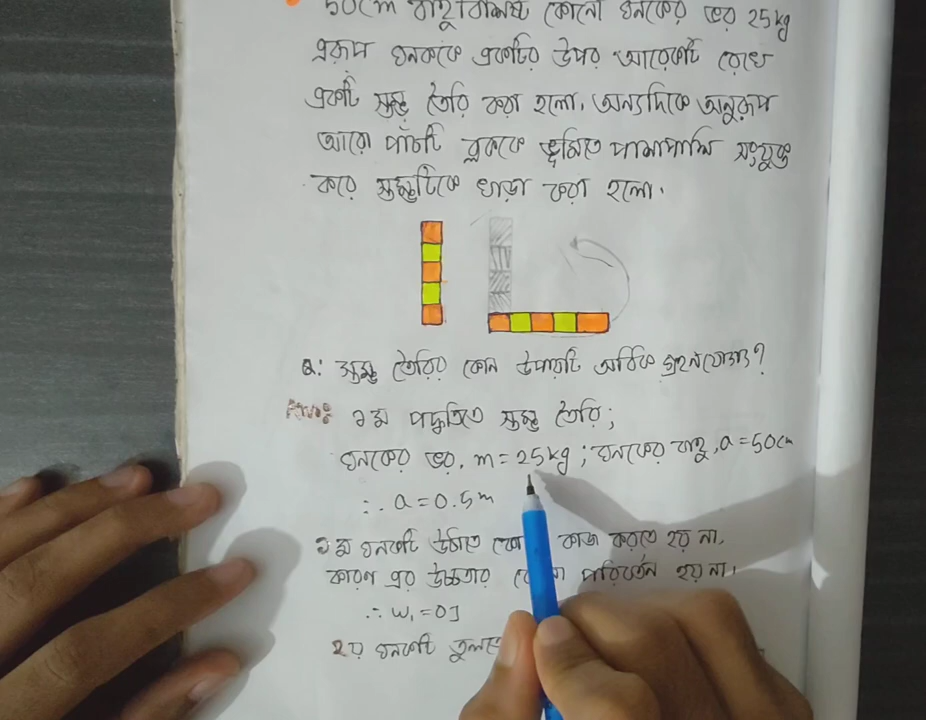 50cm বাহু বিশিষ্ট কোনো ঘনকের ভর 25kg
এরূপ ঘনককে একটির উপর আরেকটি রেখে
একটি স্তম্ভ তৈরি করা হলো. অন্যদিকে অনুরূপ
আরো পাঁচটি ব্লককে ভূমিতে পাশাপাশি সংযুক্ত
করে স্তম্ভটিকে খাড়া করা হলো.
Q: স্তম্ভ তৈরির কোন উপায়টি অধিক গ্রহনযোগ্য?
Ans: ১ম পদ্ধতিতে স্তম্ভ তৈরি;
ঘনকের ভর, m = 25kg ; ঘনকের বাহু, a = 50cm
∴ a = 0.5m
১ম ঘনকটি উঠাতে কাজ করতে হয় না.
কারণ এর উচ্চতার পরিবর্তন হয় না।
∴ W₁ = 0J
২য় ঘনকটি তুলতে